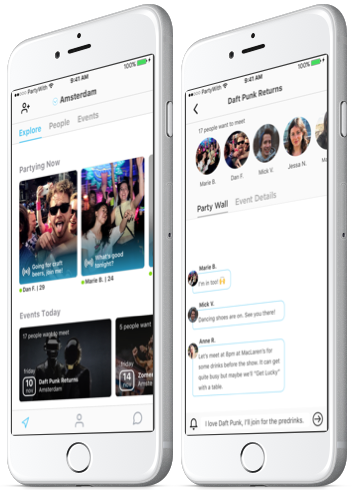 PartyWith
9:41 AM
100%
Amsterdam
Explore
People
Events
Partying Now
Going for draft
beers, join me!
What's good
tonight?
Dan F. | 29
Marie B. | 24
Events Today
17 people want to meet
5 people
Friday
10
NOV
Daft Punk Returns
Amsterdam
14
NOV
PartyWith
9:41 AM
100%
Daft Punk Returns
17 people want to meet
Marie B.
Dan F.
Mick V.
Jessa N.
Party Wall
Event Details
Marie B.
I'm in too! 🙌
Mick V.
Dancing shoes are on. See you there!
Anne R.
Let's meet at 8pm at MacLaren's for
some drinks before the show. It can get
quite busy but maybe we'll "Get Lucky"
with a table.
I love Daft Punk, I'll join for the predrinks.